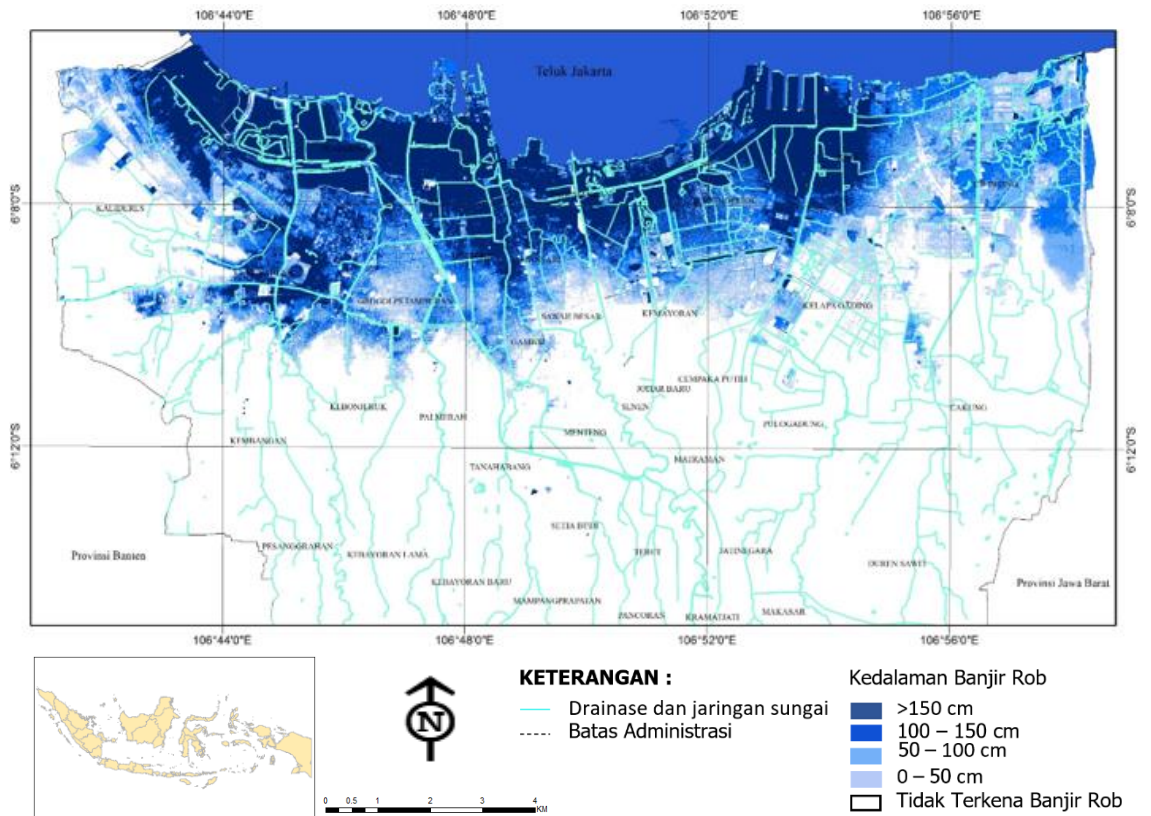 106°44'0"E 106°48'0"E 106°52'0"E 106°56'0"E
Teluk Jakarta
6°8'0"S
6°8'0"S
KALIDERES
GROGOL PETAMBURAN
SAWAH BESAR
KEMAYORAN
KELAPA GADING
GAMBIR
CEMPAKA PUTIH
JOHAR BARU
KEBONJERUK
SENEN
CAKUNG
PALMERAH
PULOGADUNG
MENTENG
KEMBANGAN
6°12'0"S
6°12'0"S
MATRAMAN
TANAHABANG
SETIA BUDI
PESANGGRAHAN
KEBAYORAN LAMA
TEBET
JATINEGARA
Provinsi Banten
DUREN SAWIT
KEBAYORAN BARU
Provinsi Jawa Barat
MAMPANGPRAPATAN
PANCORAN
KRAMATJATI
MAKASAR
106°44'0"E 106°48'0"E 106°52'0"E 106°56'0"E
N
0 0.5 1 2 3 4
KM
KETERANGAN :
Drainase dan jaringan sungai
Batas Administrasi
Kedalaman Banjir Rob
>150 cm
100 – 150 cm
50 – 100 cm
0 – 50 cm
Tidak Terkena Banjir Rob